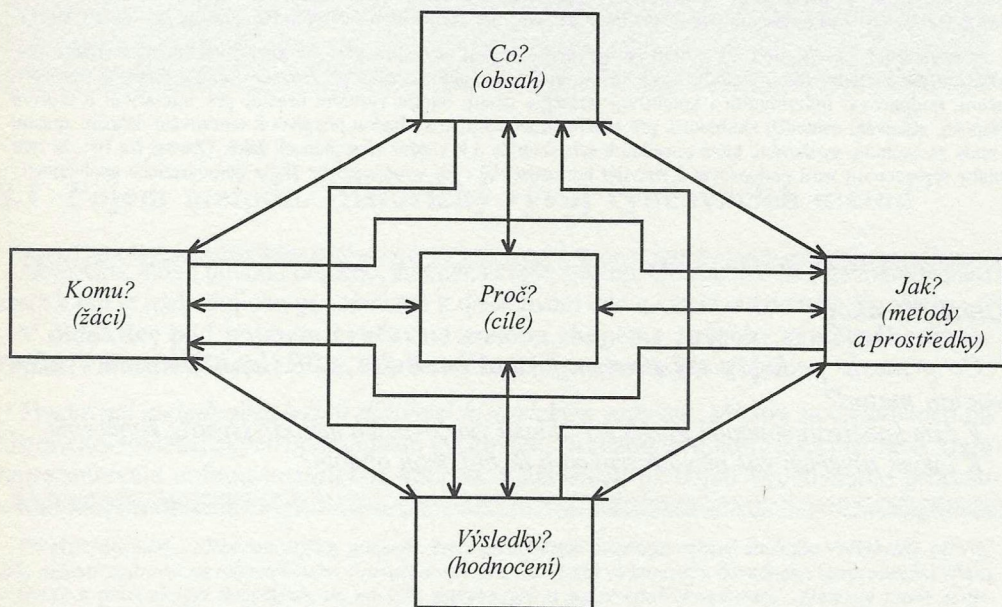 Co?
(obsah)
Komu?
(žáci)
Proč?
(cíle)
Jak?
(metody
a prostředky)
Výsledky?
(hodnocení)